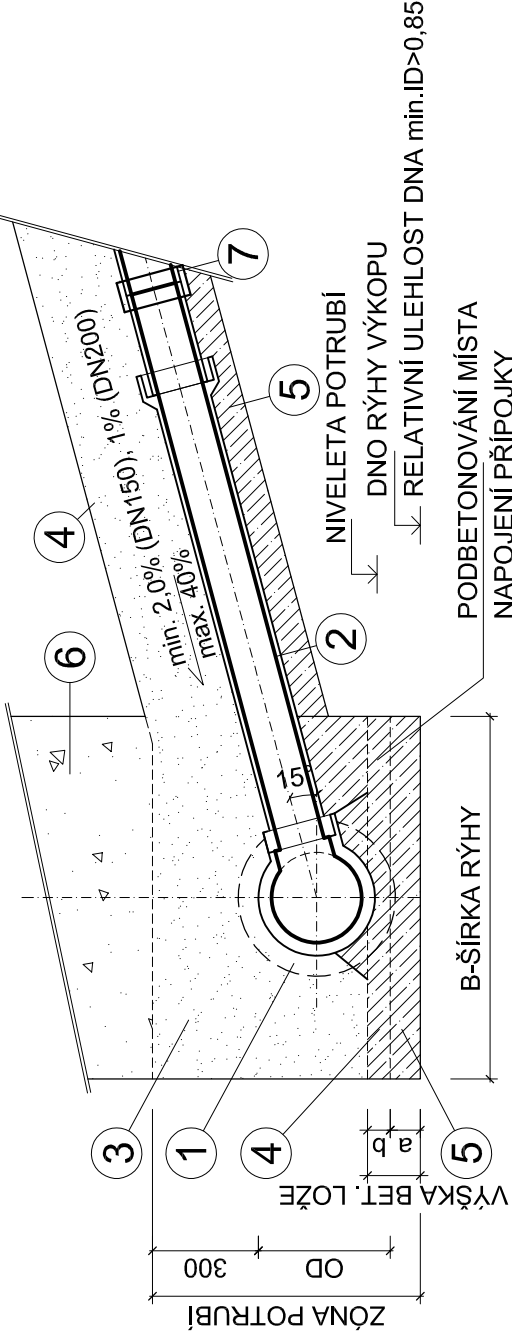 4
6
min. 2,0% (DN150), 1% (DN200)
max. 40%
7
5
NIVELETA POTRUBÍ
DNO RÝHY VÝKOPU
RELATIVNÍ ULEHLOST DNA min.ID>0,85
2
15°
PODBETONOVÁNÍ MÍSTA
NAPOJENÍ PŘÍPOJKY
B-ŠÍRKA RÝHY
3
1
4
5
b
a
VÝŠKA BET. LOŽE
300
OD
ZÓNA POTRUBÍ